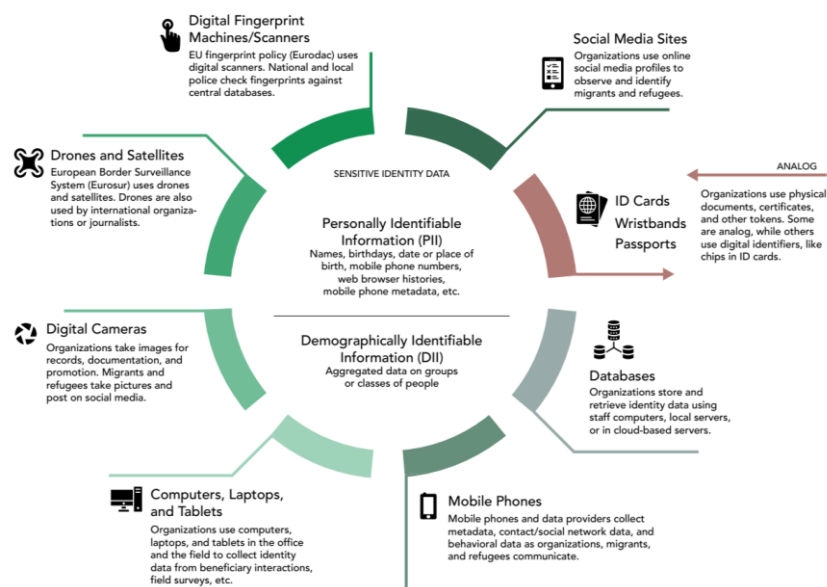 Digital Fingerprint
Machines/Scanners
EU fingerprint policy (Eurodac) uses
digital scanners. National and local
police check fingerprints against
central databases.
Social Media Sites
Organizations use online
social media profiles to
observe and identify
migrants and refugees.
Drones and Satellites
European Border Surveillance
System (Eurosur) uses drones
and satellites. Drones are also
used by international organiza-
tions or journalists.
SENSITIVE IDENTITY DATA
Personally Identifiable
Information (PII)
Names, birthdays, date or place of
birth, mobile phone numbers,
web browser histories,
mobile phone metadata, etc.
ANALOG
ID Cards
Wristbands
Passports
Organizations use physical
documents, certificates,
and other tokens. Some
are analog, while others
use digital identifiers, like
chips in ID cards.
Digital Cameras
Organizations take images for
records, documentation, and
promotion. Migrants and
refugees take pictures and
post on social media.
Demographically Identifiable
Information (DII)
Aggregated data on groups
or classes of people
Databases
Organizations store and
retrieve identity data using
staff computers, local servers,
or in cloud-based servers.
Computers, Laptops,
and Tablets
Organizations use computers,
laptops, and tablets in the office
and the field to collect identity
data from beneficiary interactions,
field surveys, etc.
Mobile Phones
Mobile phones and data providers collect
metadata, contact/social network data, and
behavioral data as organizations, migrants,
and refugees communicate.